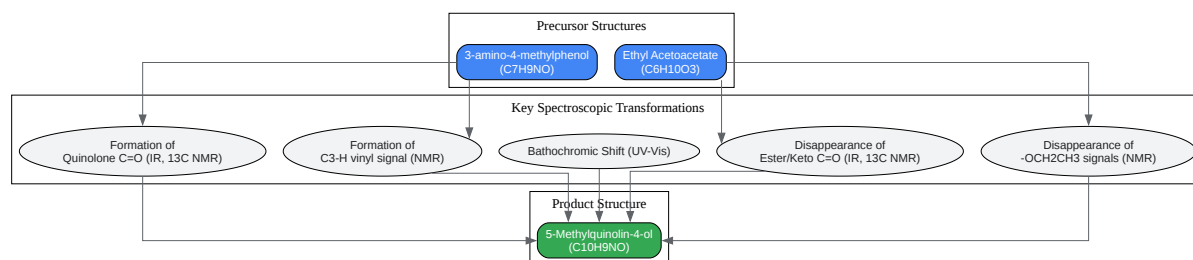 Precursor Structures
3-amino-4-methylphenol
(C7H9NO)
Ethyl Acetoacetate
(C6H10O3)
Key Spectroscopic Transformations
Formation of
Quinolone C=O (IR, 13C NMR)
Formation of
C3-H vinyl signal (NMR)
Bathochromic Shift (UV-Vis)
Disappearance of
Ester/Keto C=O (IR, 13C NMR)
Disappearance of
-OCH2CH3 signals (NMR)
Product Structure
5-Methylquinolin-4-ol
(C10H9NO)